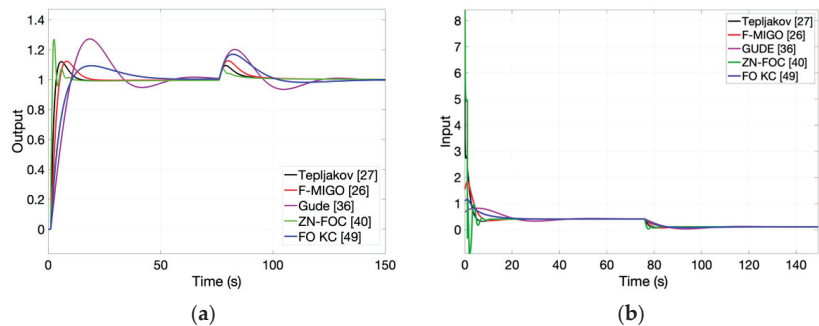 1.4
1.2
1
0.8
0.6
0.4
0.2
0
Output
0 50 100 150
Time (s)
Tepljakov [27]
F-MIGO [26]
Gude [36]
ZN-FOC [40]
FO KC [49]
(a)
8
7
6
5
4
3
2
1
0
Input
0 20 40 60 80 100 120 140
Time (s)
Tepljakov [27]
F-MIGO [26]
GUDE [36]
ZN-FOC [40]
FO KC [49]
(b)